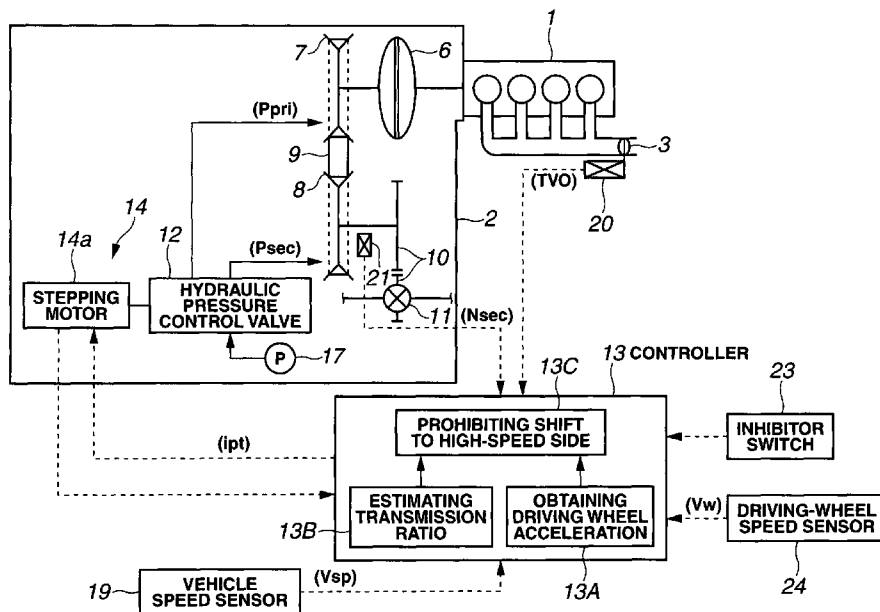 1
7
6
(Ppri)
9
3
8
(TVO)
20
14
2
14a
12
(Psec)
10
21
STEPPING
MOTOR
HYDRAULIC
PRESSURE
CONTROL VALVE
11
(Nsec)
P
17
13 CONTROLLER
13C
23
PROHIBITING SHIFT
TO HIGH-SPEED SIDE
INHIBITOR
SWITCH
(ipt)
ESTIMATING
TRANSMISSION
RATIO
OBTAINING
DRIVING WHEEL
ACCELERATION
(Vw)
DRIVING-WHEEL
SPEED SENSOR
13B
13A
24
19
VEHICLE
SPEED SENSOR
(Vsp)